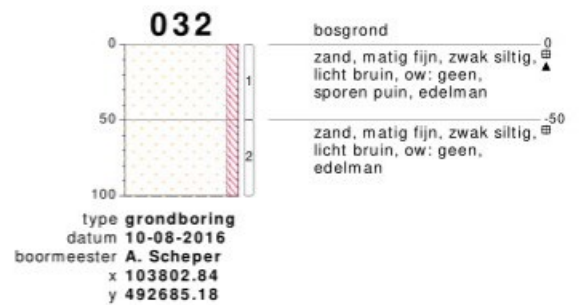 032
bosgrond
0
0
zand, matig fijn, zwak siltig,
licht bruin, ow: geen,
sporen puin, edelman
1
50
-50
zand, matig fijn, zwak siltig,
licht bruin, ow: geen,
edelman
2
100
type grondboring
datum 10-08-2016
boormeester A. Scheper
x 103802.84
y 492685.18